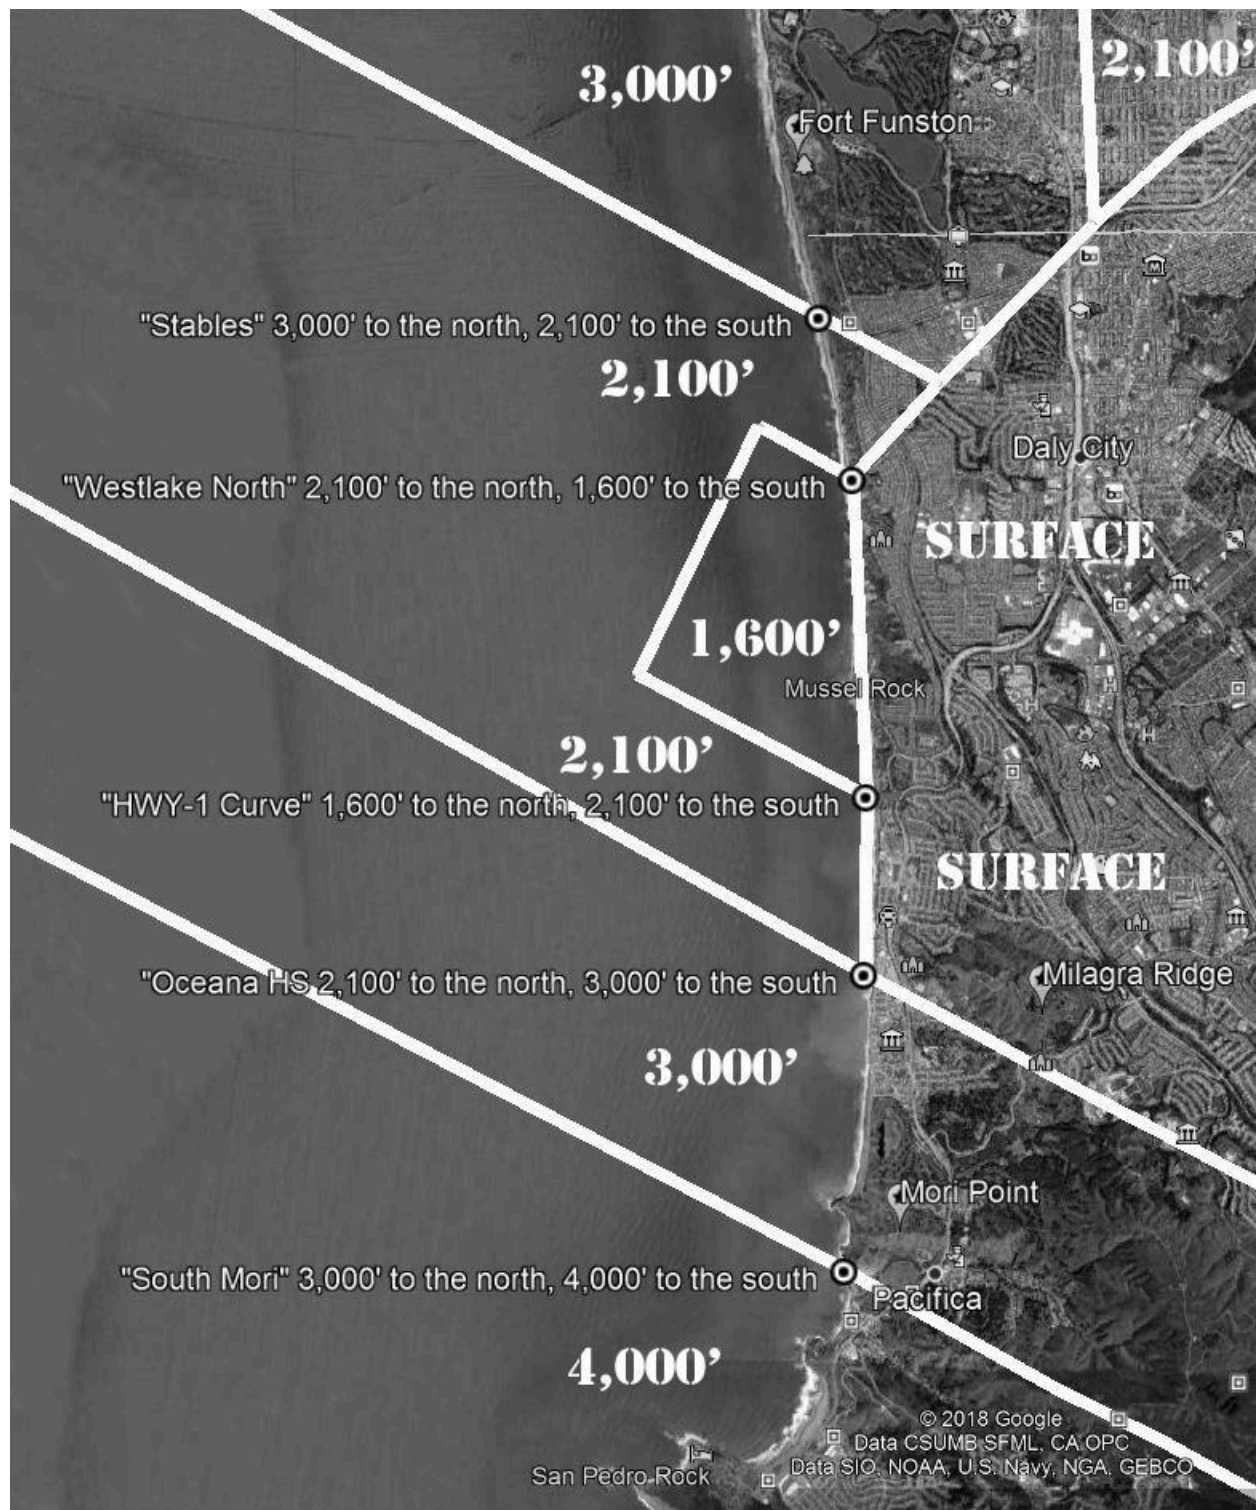 2,100'
3,000'
Fort Funston
"Stables" 3,000' to the north, 2,100' to the south
2,100'
Daly City
"Westlake North" 2,100' to the north, 1,600' to the south
SURFACE
1,600'
Mussel Rock
2,100'
"HWY-1 Curve" 1,600' to the north, 2,100' to the south
SURFACE
"Oceana HS 2,100' to the north, 3,000' to the south
Milagra Ridge
3,000'
Mori Point
"South Mori" 3,000' to the north, 4,000' to the south
Pacifica
4,000'
© 2018 Google
Data CSUMB SFML, CA OPC
Data SIO, NOAA, U.S. Navy, NGA, GEBCO
San Pedro Rock